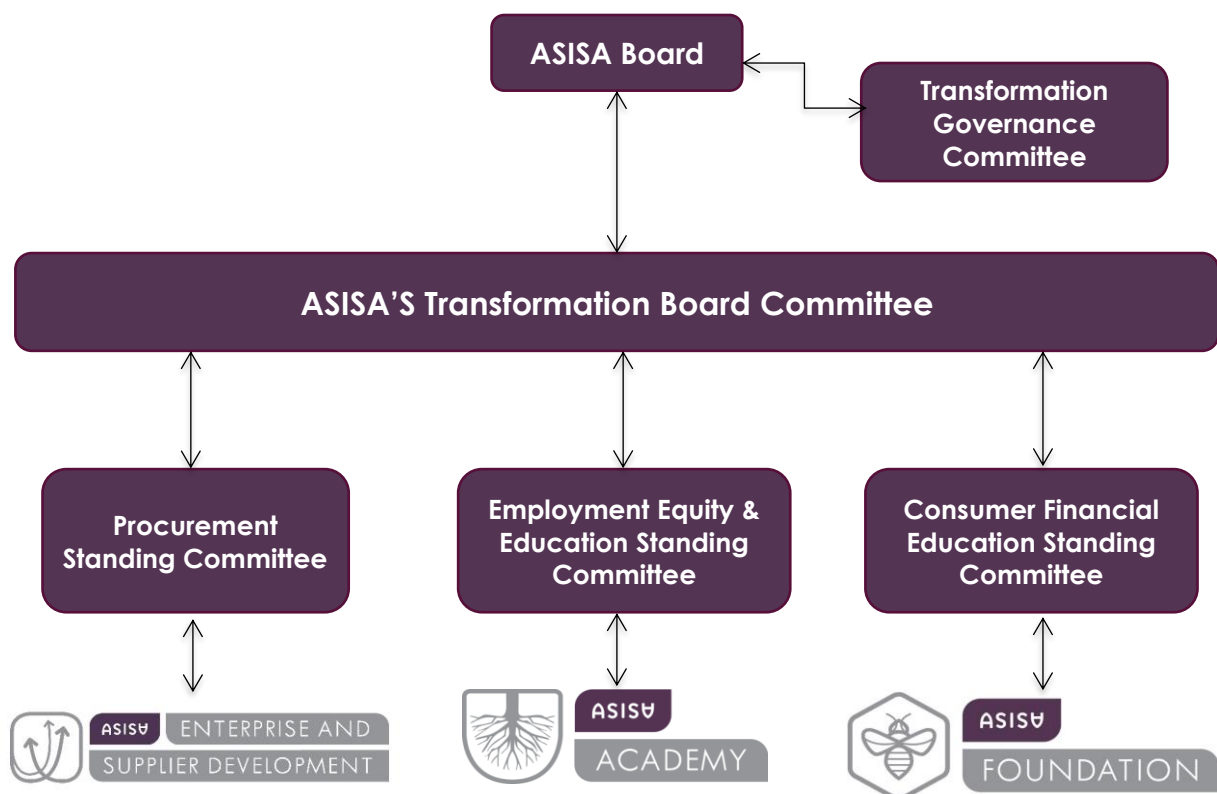 ASISA Board
Transformation
Governance
Committee
ASISA’S Transformation Board Committee
Procurement
Standing Committee
Employment Equity &
Education Standing
Committee
Consumer Financial
Education Standing
Committee
ASISA ENTERPRISE AND
SUPPLIER DEVELOPMENT
ASISA
ACADEMY
ASISA
FOUNDATION